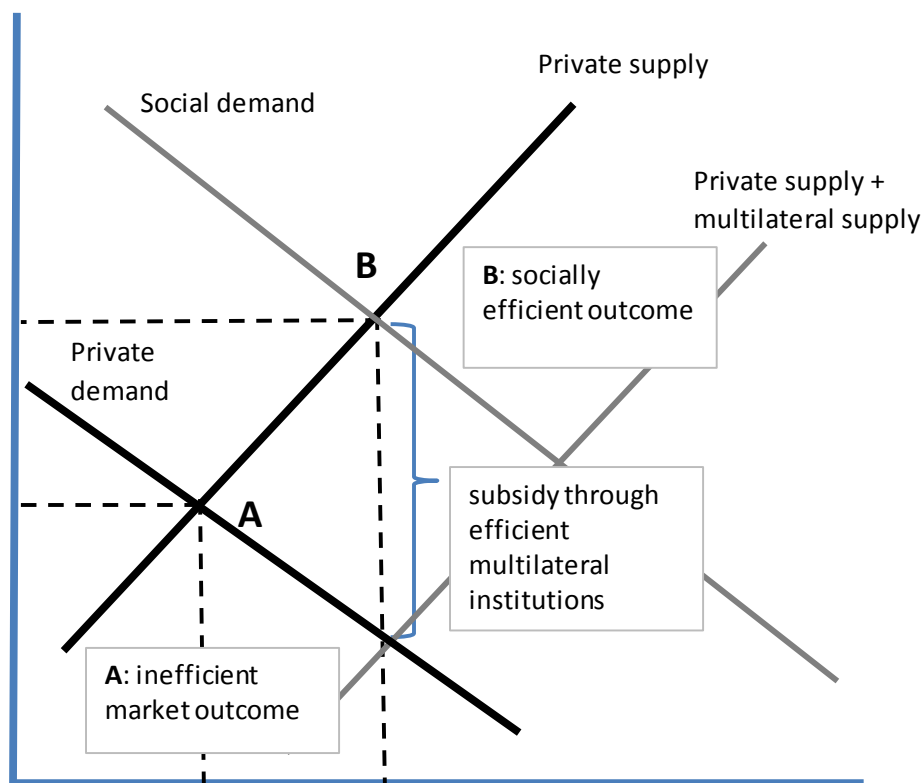 Private supply
Social demand
Private supply +
multilateral supply
B
B: socially
efficient outcome
Private
demand
A
subsidy through
efficient
multilateral
institutions
A: inefficient
market outcome